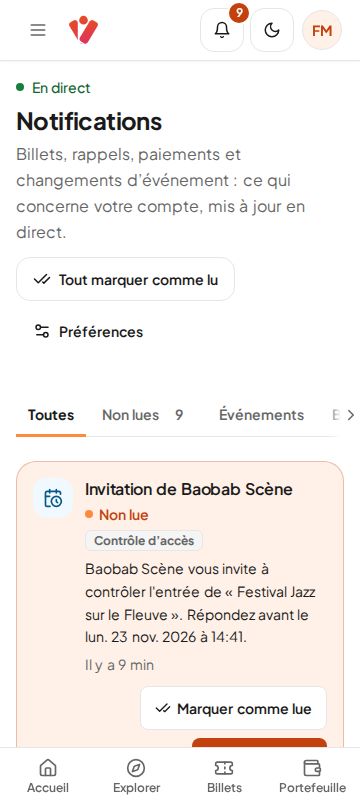 9
FM
En direct
Notifications
Billets, rappels, paiements et
changements d’événement : ce qui
concerne votre compte, mis à jour en
direct.
Tout marquer comme lu
Préférences
Toutes Non lues 9 Événements
Invitation de Baobab Scène
Non lue
Contrôle d’accès
Baobab Scène vous invite à
contrôler l'entrée de « Festival Jazz
sur le Fleuve ». Répondez avant le
lun. 23 nov. 2026 à 14:41.
Il y a 9 min
Marquer comme lue
Accueil Explorer Billets Portefeuille